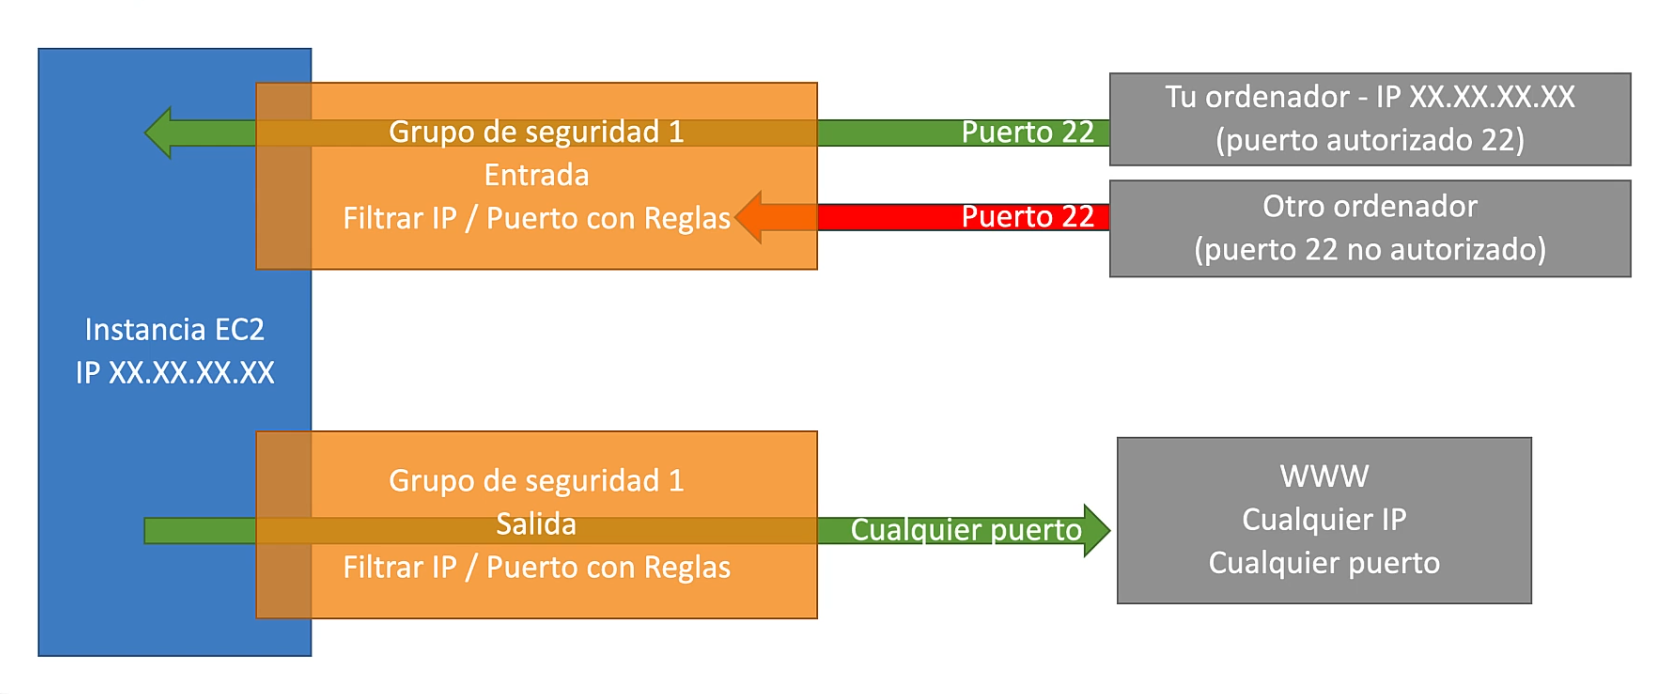 Grupo de seguridad 1
Entrada
Filtrar IP / Puerto con Reglas
Puerto 22
Tu ordenador - IP XX.XX.XX.XX
(puerto autorizado 22)
Puerto 22
Otro ordenador
(puerto 22 no autorizado)
Instancia EC2
IP XX.XX.XX.XX
Grupo de seguridad 1
Salida
Filtrar IP / Puerto con Reglas
Cualquier puerto
WWW
Cualquier IP
Cualquier puerto